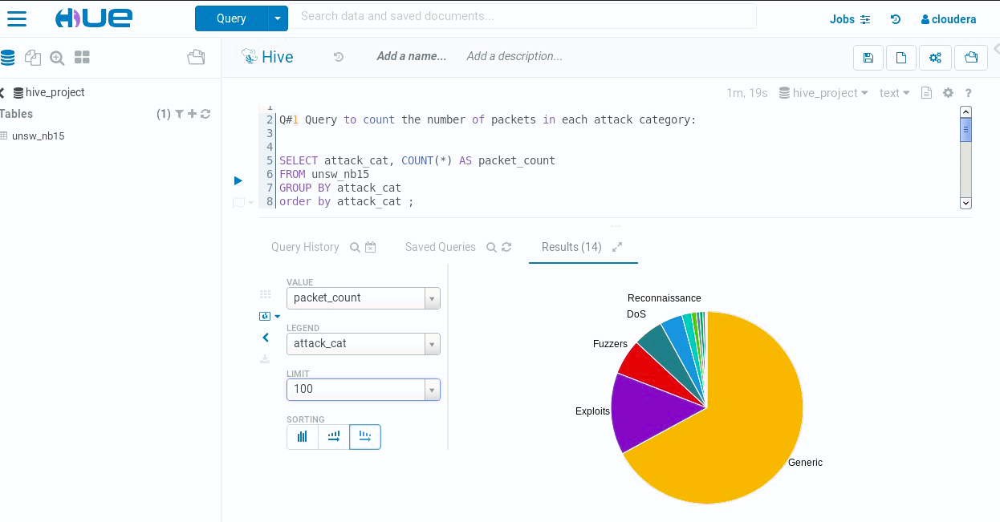 HUE
Query
Search data and saved documents...
Jobs
cloudera
Hive
Add a name...
Add a description...
hive_project
Tables
(1)
unsw_nb15
1m, 19s
hive_project
text
?
1
2 Q#1 Query to count the number of packets in each attack category:
3
4
5 SELECT attack_cat, COUNT(*) AS packet_count
6 FROM unsw_nb15
7 GROUP BY attack_cat
8 order by attack_cat ;
Query History
Saved Queries
Results (14)
VALUE
packet_count
LEGEND
attack_cat
LIMIT
100
SORTING
Reconnaissance
DoS
Fuzzers
Exploits
Generic